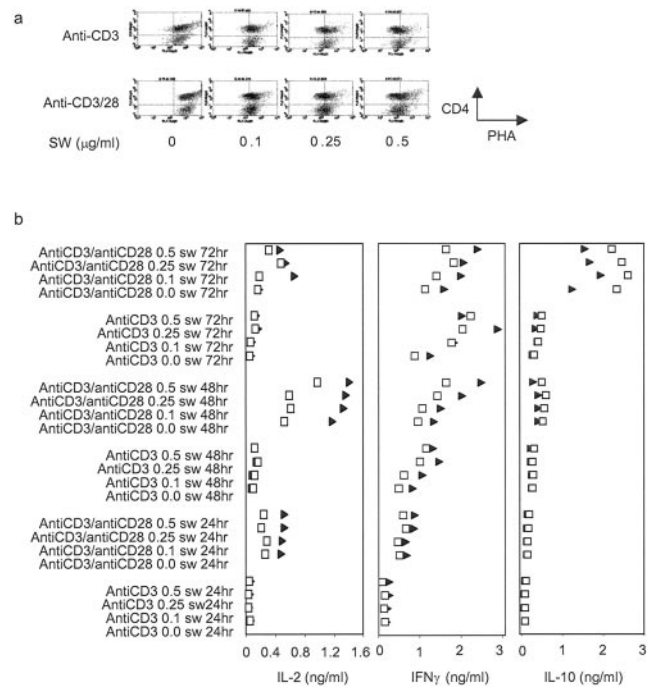 a
Anti-CD3
Anti-CD3/28
SW (μg/ml)
0
0.1
0.25
0.5
CD4
PHA
b
AntiCD3/antiCD28 0.5 sw 72hr
AntiCD3/antiCD28 0.25 sw 72hr
AntiCD3/antiCD28 0.1 sw 72hr
AntiCD3/antiCD28 0.0 sw 72hr
AntiCD3 0.5 sw 72hr
AntiCD3 0.25 sw 72hr
AntiCD3 0.1 sw 72hr
AntiCD3 0.0 sw 72hr
AntiCD3/antiCD28 0.5 sw 48hr
AntiCD3/antiCD28 0.25 sw 48hr
AntiCD3/antiCD28 0.1 sw 48hr
AntiCD3/antiCD28 0.0 sw 48hr
AntiCD3 0.5 sw 48hr
AntiCD3 0.25 sw 48hr
AntiCD3 0.1 sw 48hr
AntiCD3 0.0 sw 48hr
AntiCD3/antiCD28 0.5 sw 24hr
AntiCD3/antiCD28 0.25 sw 24hr
AntiCD3/antiCD28 0.1 sw 24hr
AntiCD3/antiCD28 0.0 sw 24hr
AntiCD3 0.5 sw 24hr
AntiCD3 0.25 sw24hr
AntiCD3 0.1 sw 24hr
AntiCD3 0.0 sw 24hr
0 0.4 0.8 1.2 1.6
0 1 2 3
0 1 2 3
IL-2 (ng/ml)
IFNγ (ng/ml)
IL-10 (ng/ml)